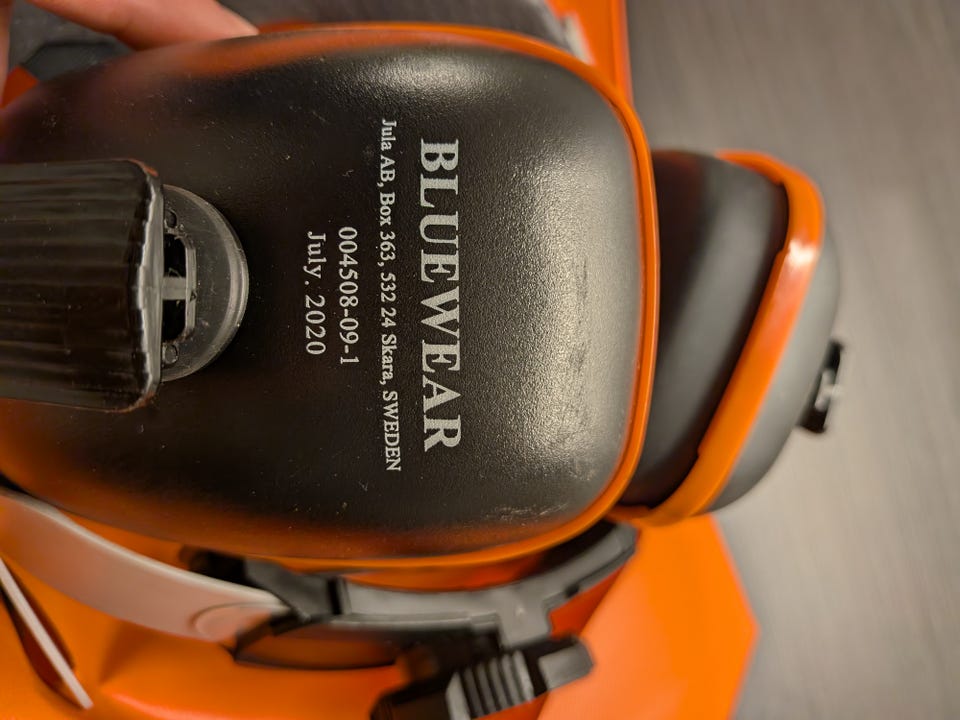 BLUEWEAR
Jula AB, Box 363, 532 24 Skara, SWEDEN
004508-09-1
July. 2020